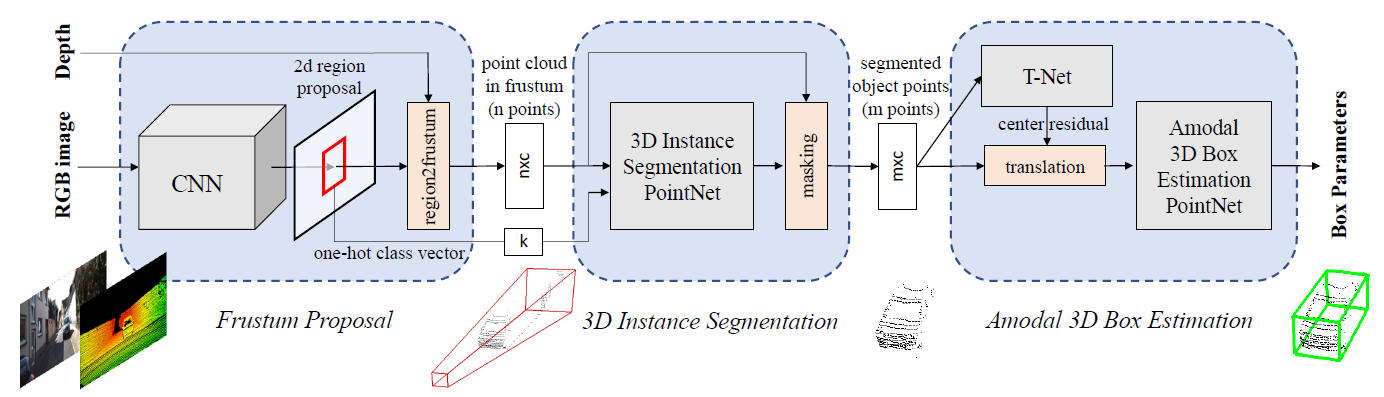 Depth
RGB image
CNN
2d region
proposal
region2frustum
one-hot class vector
Frustum Proposal
point cloud
in frustum
(n points)
nxc
k
3D Instance
Segmentation
PointNet
masking
3D Instance Segmentation
segmented
object points
(m points)
mxc
T-Net
center residual
translation
Amodal
3D Box
Estimation
PointNet
Amodal 3D Box Estimation
Box Parameters